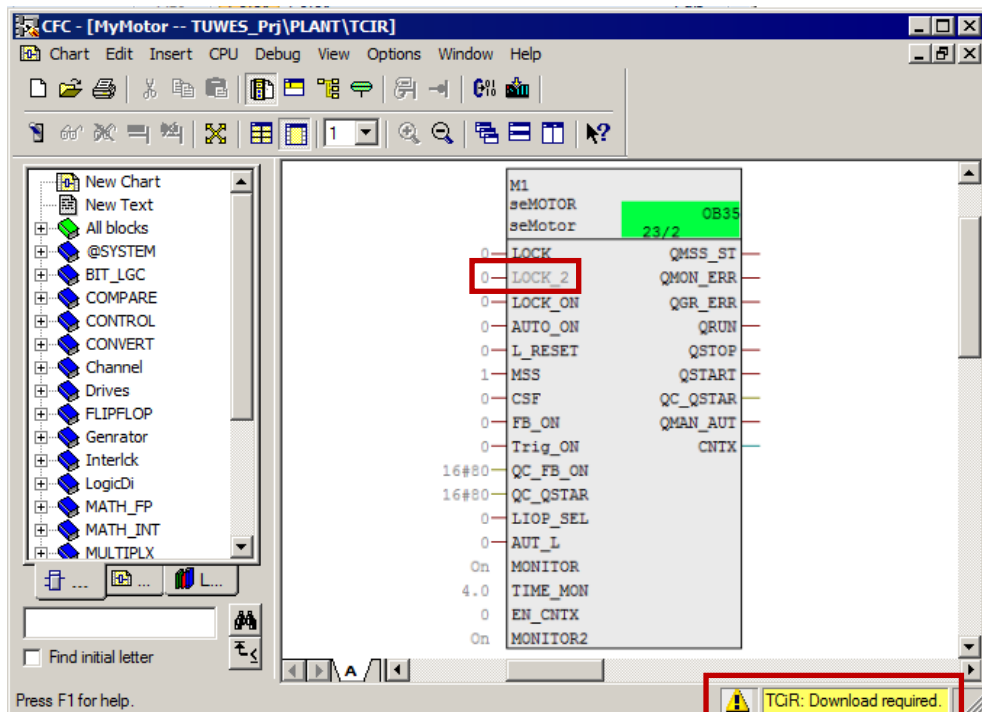 CFC - [MyMotor -- TUWES_Prj\PLANT\TCIR]
Chart Edit Insert CPU Debug View Options Window Help
1
New Chart
New Text
All blocks
@SYSTEM
BIT_LGC
COMPARE
CONTROL
CONVERT
Channel
Drives
FLIPFLOP
Genrator
Interlck
LogicDi
MATH_FP
MATH_INT
MULTIPLX
... ... L...
Find initial letter
M1
seMOTOR OB35
seMotor 23/2
0 LOCK QMSS_ST
0 LOCK_2 QMON_ERR
0 LOCK_ON QGR_ERR
0 AUTO_ON QRUN
0 L_RESET QSTOP
1 MSS QSTART
0 CSF QC_QSTAR
0 FB_ON QMAN_AUT
0 Trig_ON CNTX
16#80 QC_FB_ON
16#80 QC_QSTAR
0 LIOP_SEL
0 AUT_L
On MONITOR
4.0 TIME_MON
0 EN_CNTX
On MONITOR2
A
Press F1 for help.
TCiR: Download required.